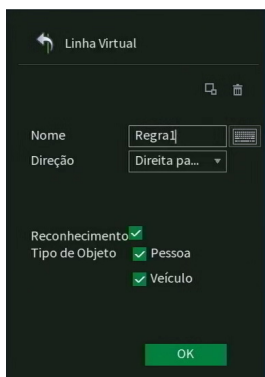 Linha Virtual
Nome Regra1
Direção Direita pa...
Reconhecimento
Tipo de Objeto Pessoa
Veículo
OK